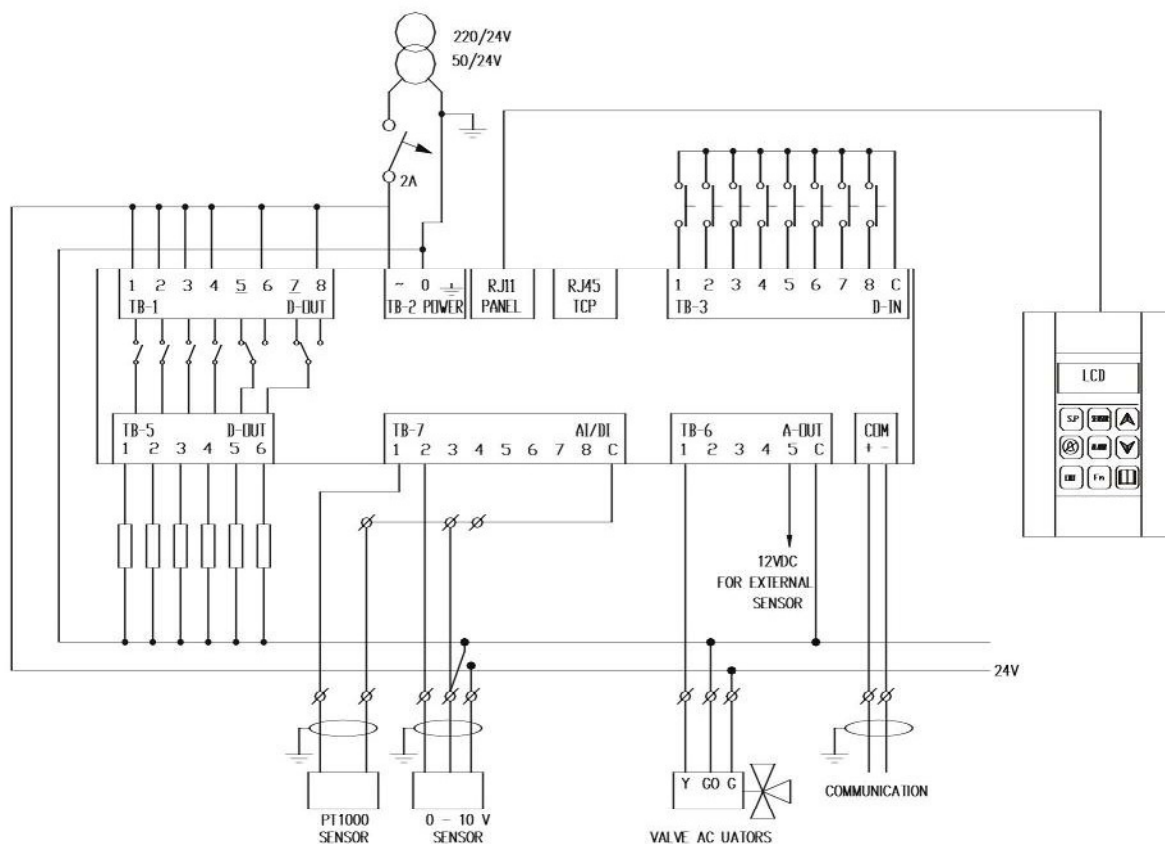 220/24V
50/24V
2A
1 2 3 4 5 6 7 8
TB-1 D-OUT
~ 0
TB-2 POWER
RJ11
PANEL
RJ45
TCP
1 2 3 4 5 6 7 8 C
TB-3 D-IN
LCD
S.P
Fn
TB-5 D-OUT
1 2 3 4 5 6
TB-7 AI/DI
1 2 3 4 5 6 7 8 C
TB-6 A-OUT
1 2 3 4 5 C
COM
+ -
12VDC
FOR EXTERNAL
SENSOR
24V
Y GO G
PT1000
SENSOR
0 - 10 V
SENSOR
VALVE AC UATORS
COMMUNICATION